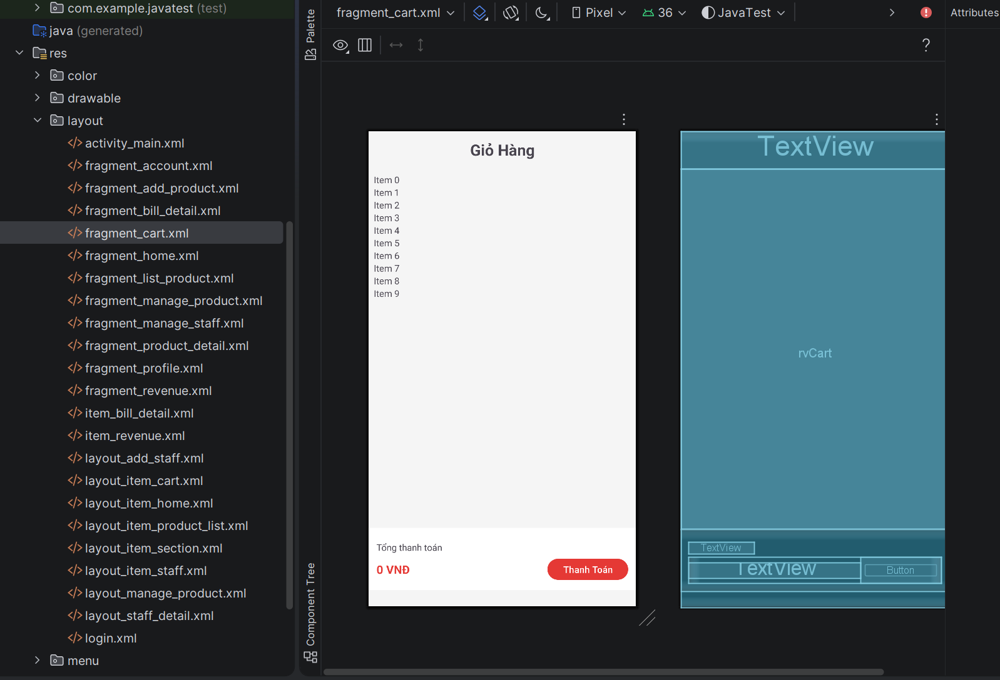 com.example.javatest (test)
java (generated)
res
color
drawable
layout
activity_main.xml
fragment_account.xml
fragment_add_product.xml
fragment_bill_detail.xml
fragment_cart.xml
fragment_home.xml
fragment_list_product.xml
fragment_manage_product.xml
fragment_manage_staff.xml
fragment_product_detail.xml
fragment_profile.xml
fragment_revenue.xml
item_bill_detail.xml
item_revenue.xml
layout_add_staff.xml
layout_item_cart.xml
layout_item_home.xml
layout_item_product_list.xml
layout_item_section.xml
layout_item_staff.xml
layout_manage_product.xml
layout_staff_detail.xml
login.xml
menu
Palette
Component Tree
fragment_cart.xml Pixel 36 JavaTest
Attributes
?
Giỏ Hàng
Item 0
Item 1
Item 2
Item 3
Item 4
Item 5
Item 6
Item 7
Item 8
Item 9
Tổng thanh toán
0 VNĐ
Thanh Toán
TextView
rvCart
TextView
TextView
Button